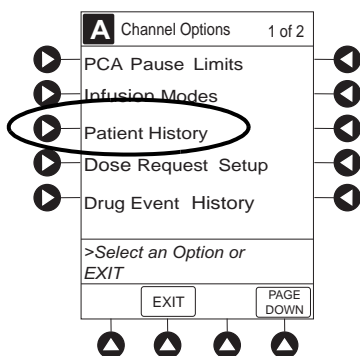 A Channel Options 1 of 2
PCA Pause Limits
Infusion Modes
Patient History
Dose Request Setup
Drug Event History
>Select an Option or
EXIT
EXIT PAGE
DOWN